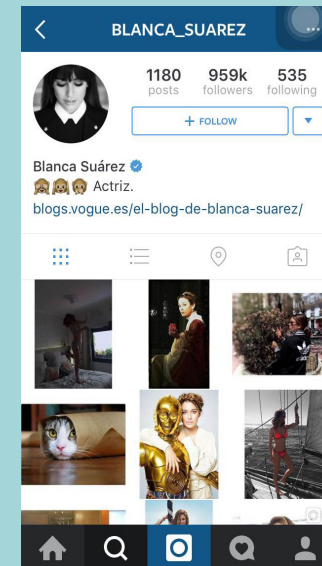 BLANCA_SUAREZ
1180 959k 535
posts followers following
+ FOLLOW
Blanca Suárez
Actriz.
blogs.vogue.es/el-blog-de-blanca-suarez/
adidas